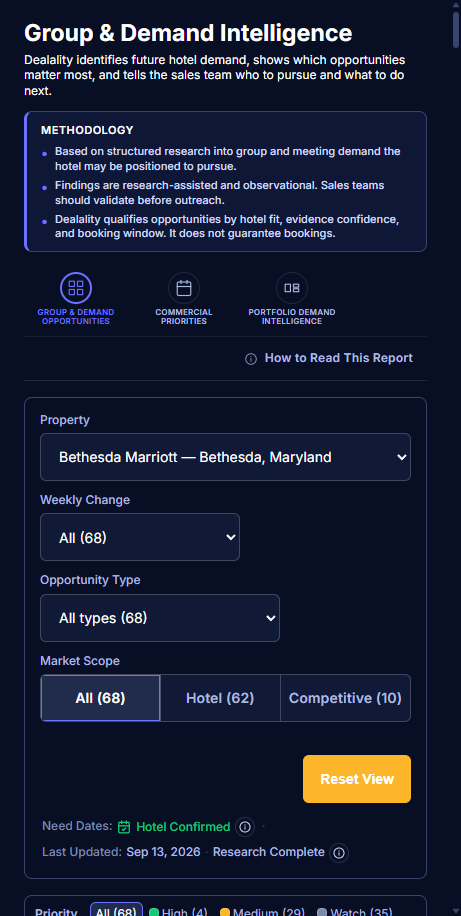 Group & Demand Intelligence
Dealality identifies future hotel demand, shows which opportunities
matter most, and tells the sales team who to pursue and what to do
next.
METHODOLOGY
Based on structured research into group and meeting demand the
hotel may be positioned to pursue.
Findings are research-assisted and observational. Sales teams
should validate before outreach.
Dealality qualifies opportunities by hotel fit, evidence confidence,
and booking window. It does not guarantee bookings.
GROUP & DEMAND
OPPORTUNITIES
COMMERCIAL
PRIORITIES
PORTFOLIO DEMAND
INTELLIGENCE
How to Read This Report
Property
Bethesda Marriott — Bethesda, Maryland
Weekly Change
All (68)
Opportunity Type
All types (68)
Market Scope
All (68) Hotel (62) Competitive (10)
Reset View
Need Dates: Hotel Confirmed ·
Last Updated: Sep 13, 2026 · Research Complete
Priority All (68) High (4) Medium (29) Watch (35)